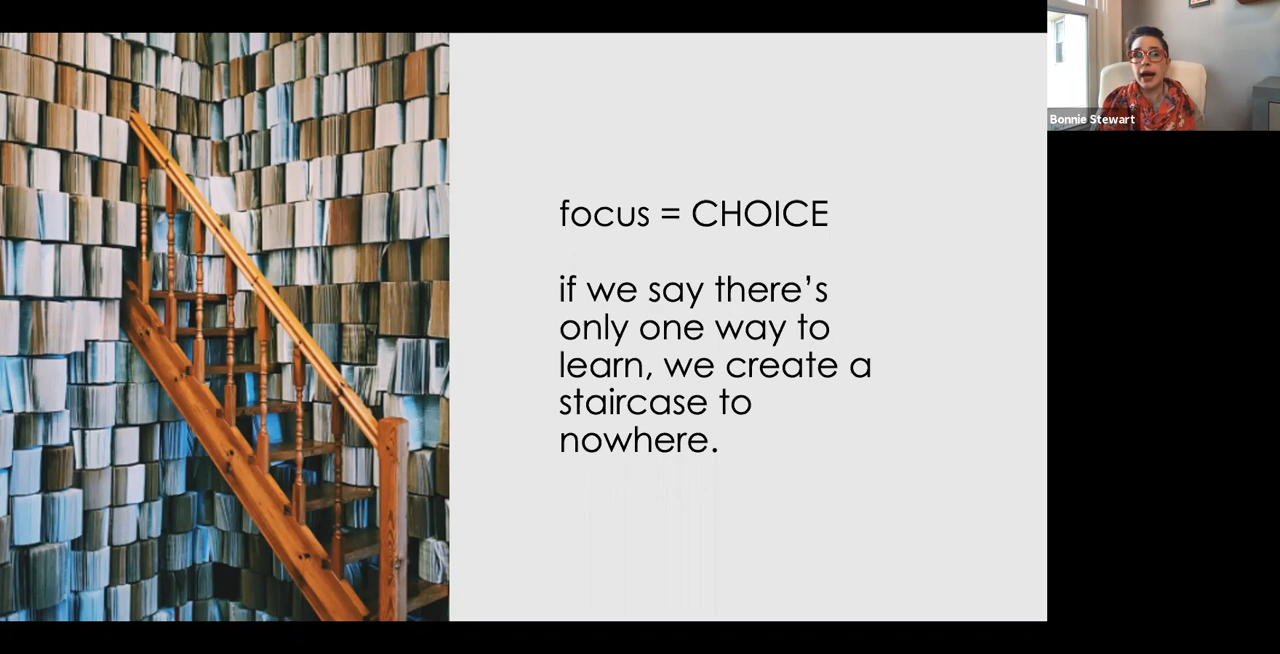 focus = CHOICE
if we say there’s
only one way to
learn, we create a
staircase to
nowhere.
Bonnie Stewart